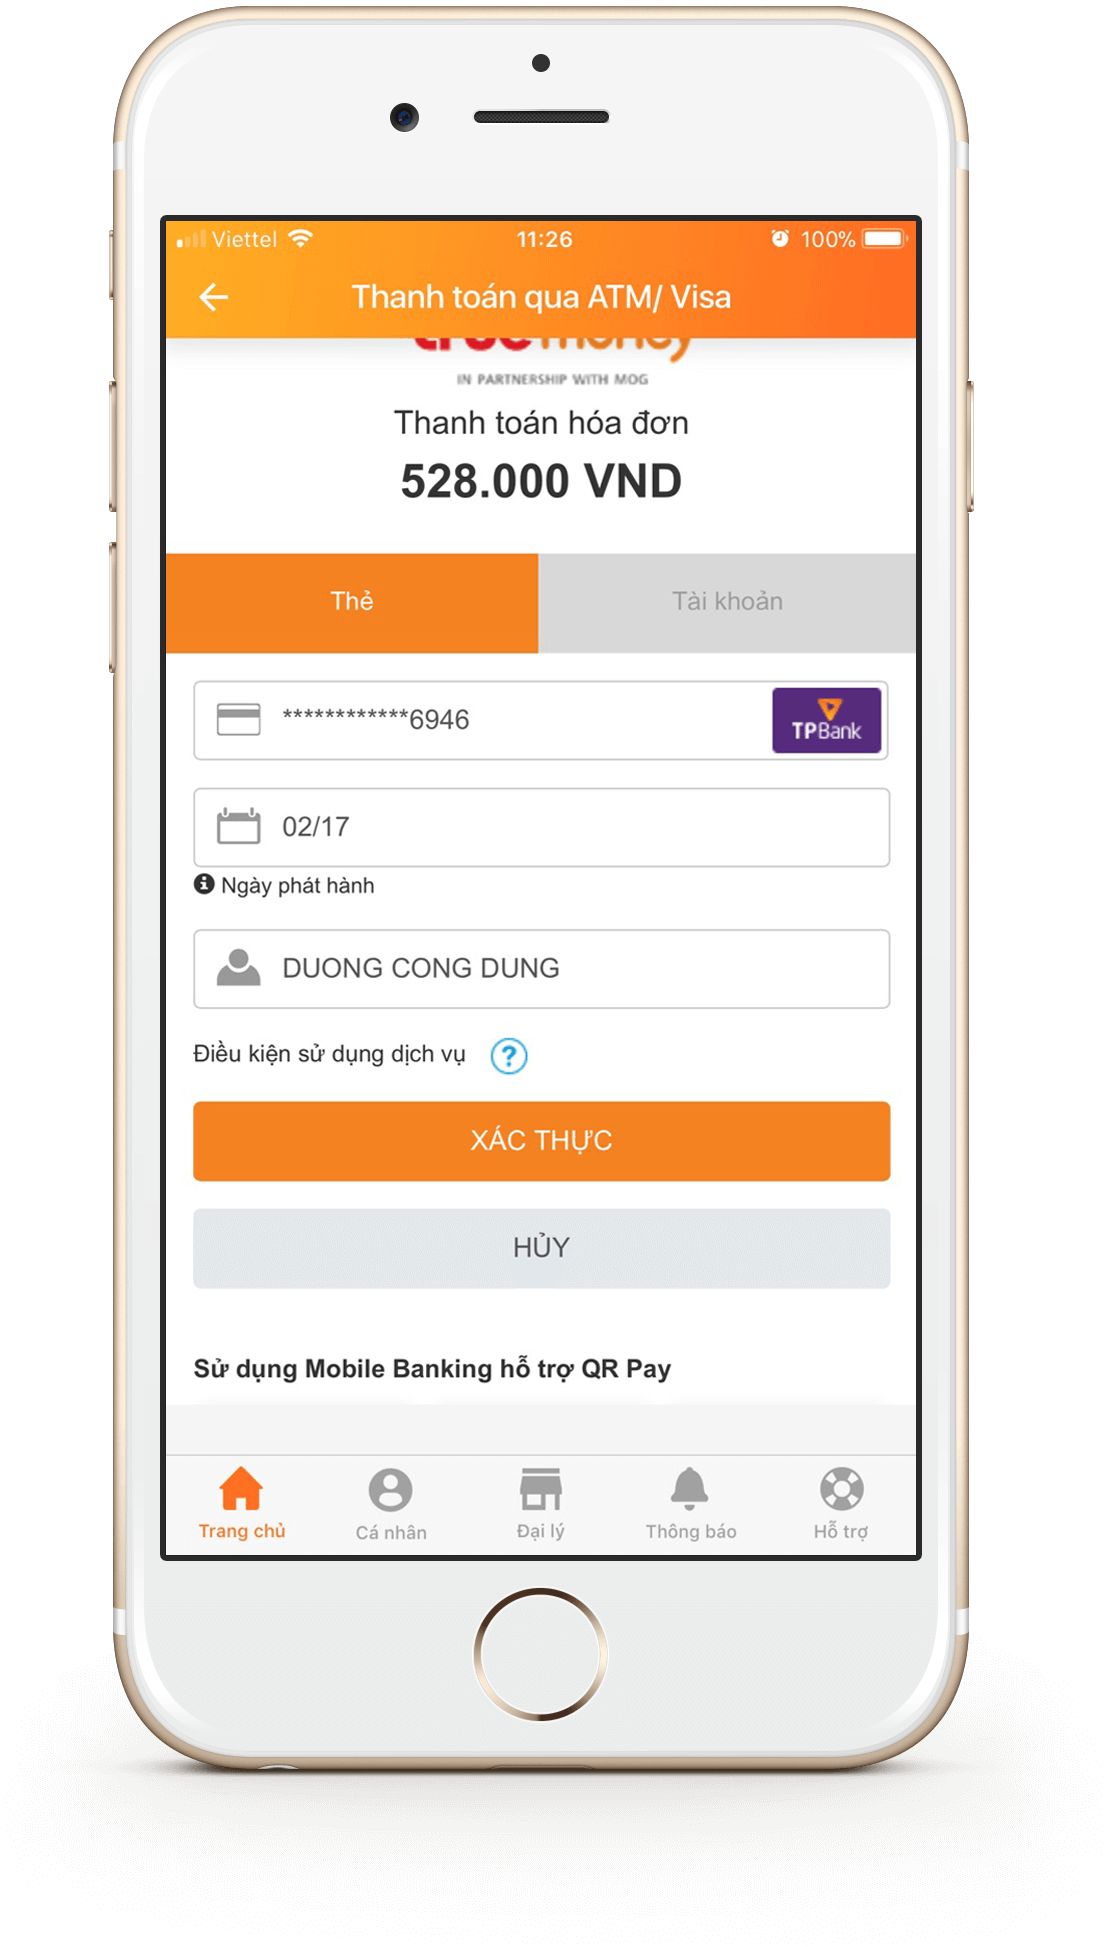 Viettel 11:26 100%
Thanh toán qua ATM/ Visa
true money
IN PARTNERSHIP WITH MOG
Thanh toán hóa đơn
528.000 VND
Thẻ Tài khoản
************6946 TPBank
02/17
Ngày phát hành
DUONG CONG DUNG
Điều kiện sử dụng dịch vụ ?
XÁC THỰC
HỦY
Sử dụng Mobile Banking hỗ trợ QR Pay
Trang chủ Cá nhân Đại lý Thông báo Hỗ trợ